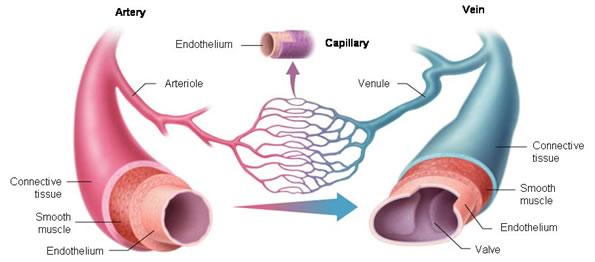 Artery
Vein
Endothelium
Capillary
Arteriole
Venule
Connective
tissue
Smooth
muscle
Endothelium
Connective
tissue
Smooth
muscle
Endothelium
Valve